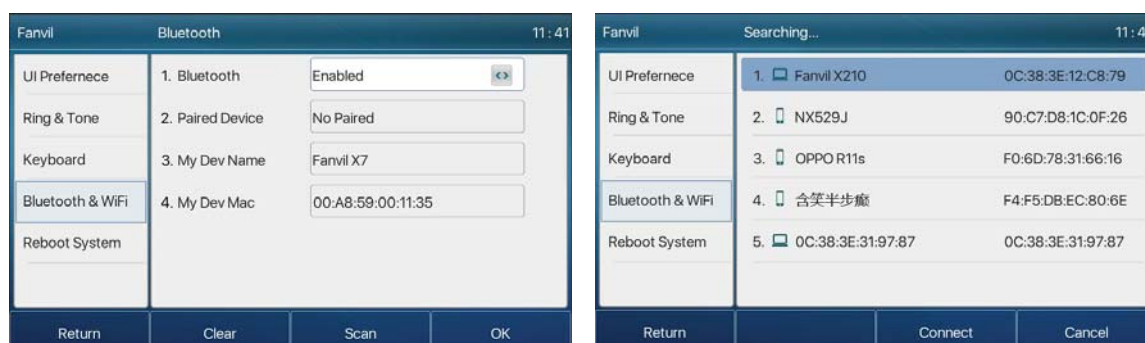 Fanvil Bluetooth 11:41
UI Prefernece
Ring & Tone
Keyboard
Bluetooth & WiFi
Reboot System
1. Bluetooth Enabled
2. Paired Device No Paired
3. My Dev Name Fanvil X7
4. My Dev Mac 00:A8:59:00:11:35
Return Clear Scan OK
Fanvil Searching... 11:4
UI Prefernece
Ring & Tone
Keyboard
Bluetooth & WiFi
Reboot System
1. Fanvil X210 0C:38:3E:12:C8:79
2. NX529J 90:C7:D8:1C:0F:26
3. OPPO R11s F0:6D:78:31:66:16
4. 含笑半步癫 F4:F5:DB:EC:80:6E
5. 0C:38:3E:31:97:87 0C:38:3E:31:97:87
Return Connect Cancel